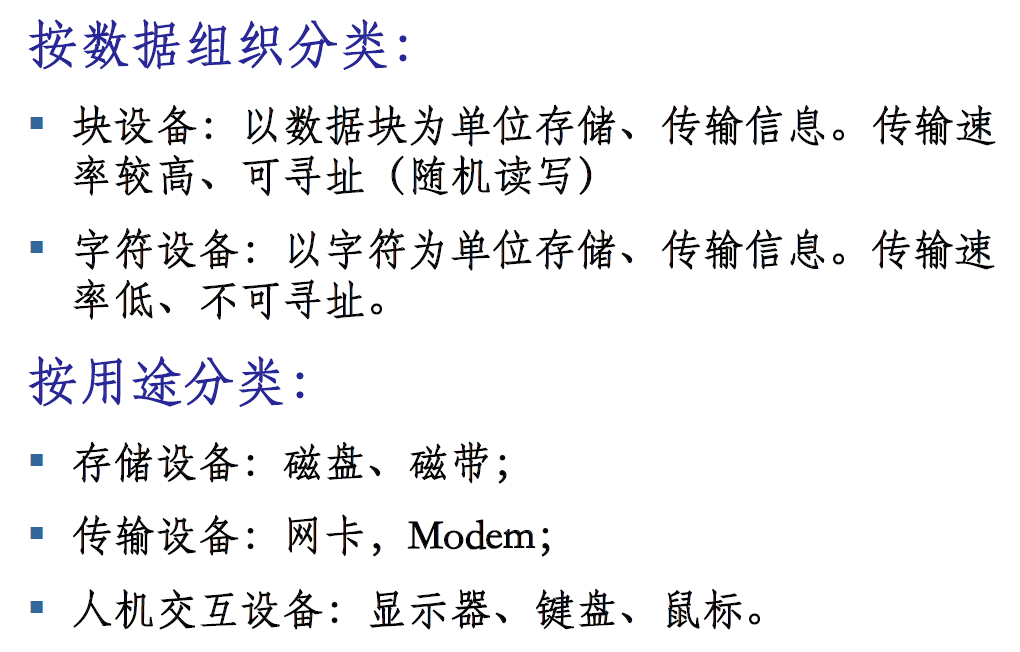 按数据组织分类：
▪ 块设备：以数据块为单位存储、传输信息。传输速
率较高、可寻址（随机读写）
▪ 字符设备：以字符为单位存储、传输信息。传输速
率低、不可寻址。
按用途分类：
▪ 存储设备：磁盘、磁带；
▪ 传输设备：网卡，Modem；
▪ 人机交互设备：显示器、键盘、鼠标。